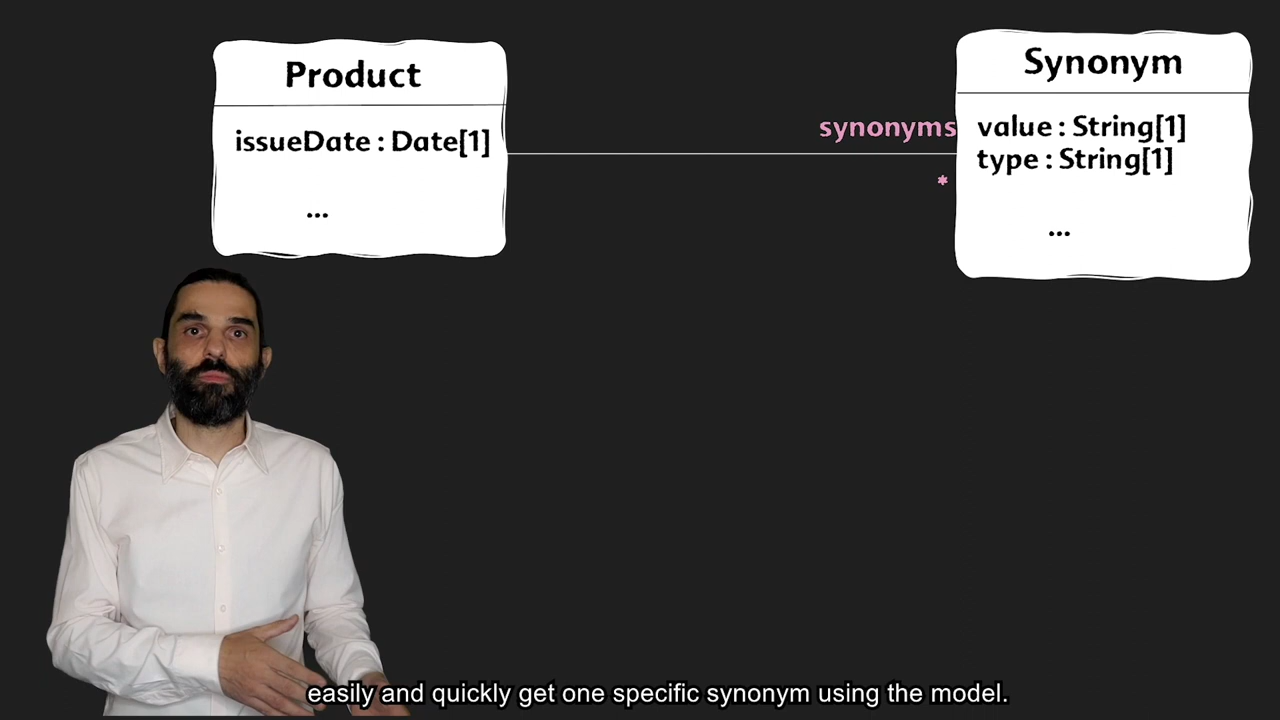 Product
issueDate : Date[1]
...
synonyms
*
Synonym
value : String[1]
type : String[1]
...
easily and quickly get one specific synonym using the model.